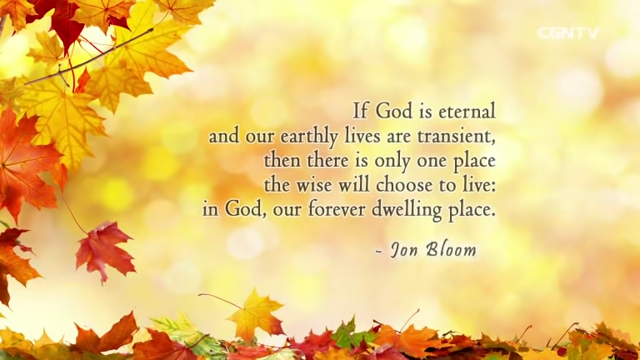 CGNTV
If God is eternal
and our earthly lives are transient,
then there is only one place
the wise will choose to live:
in God, our forever dwelling place.
- Jon Bloom